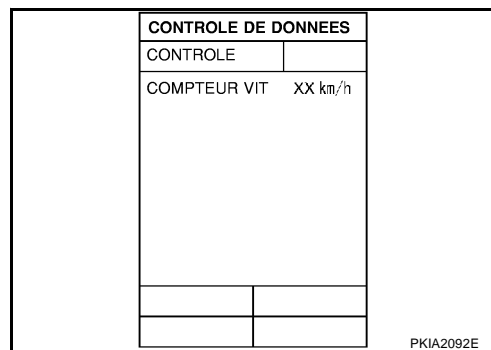 CONTROLE DE DONNEES
CONTROLE
COMPTEUR VIT XX km/h
PKIA2092E